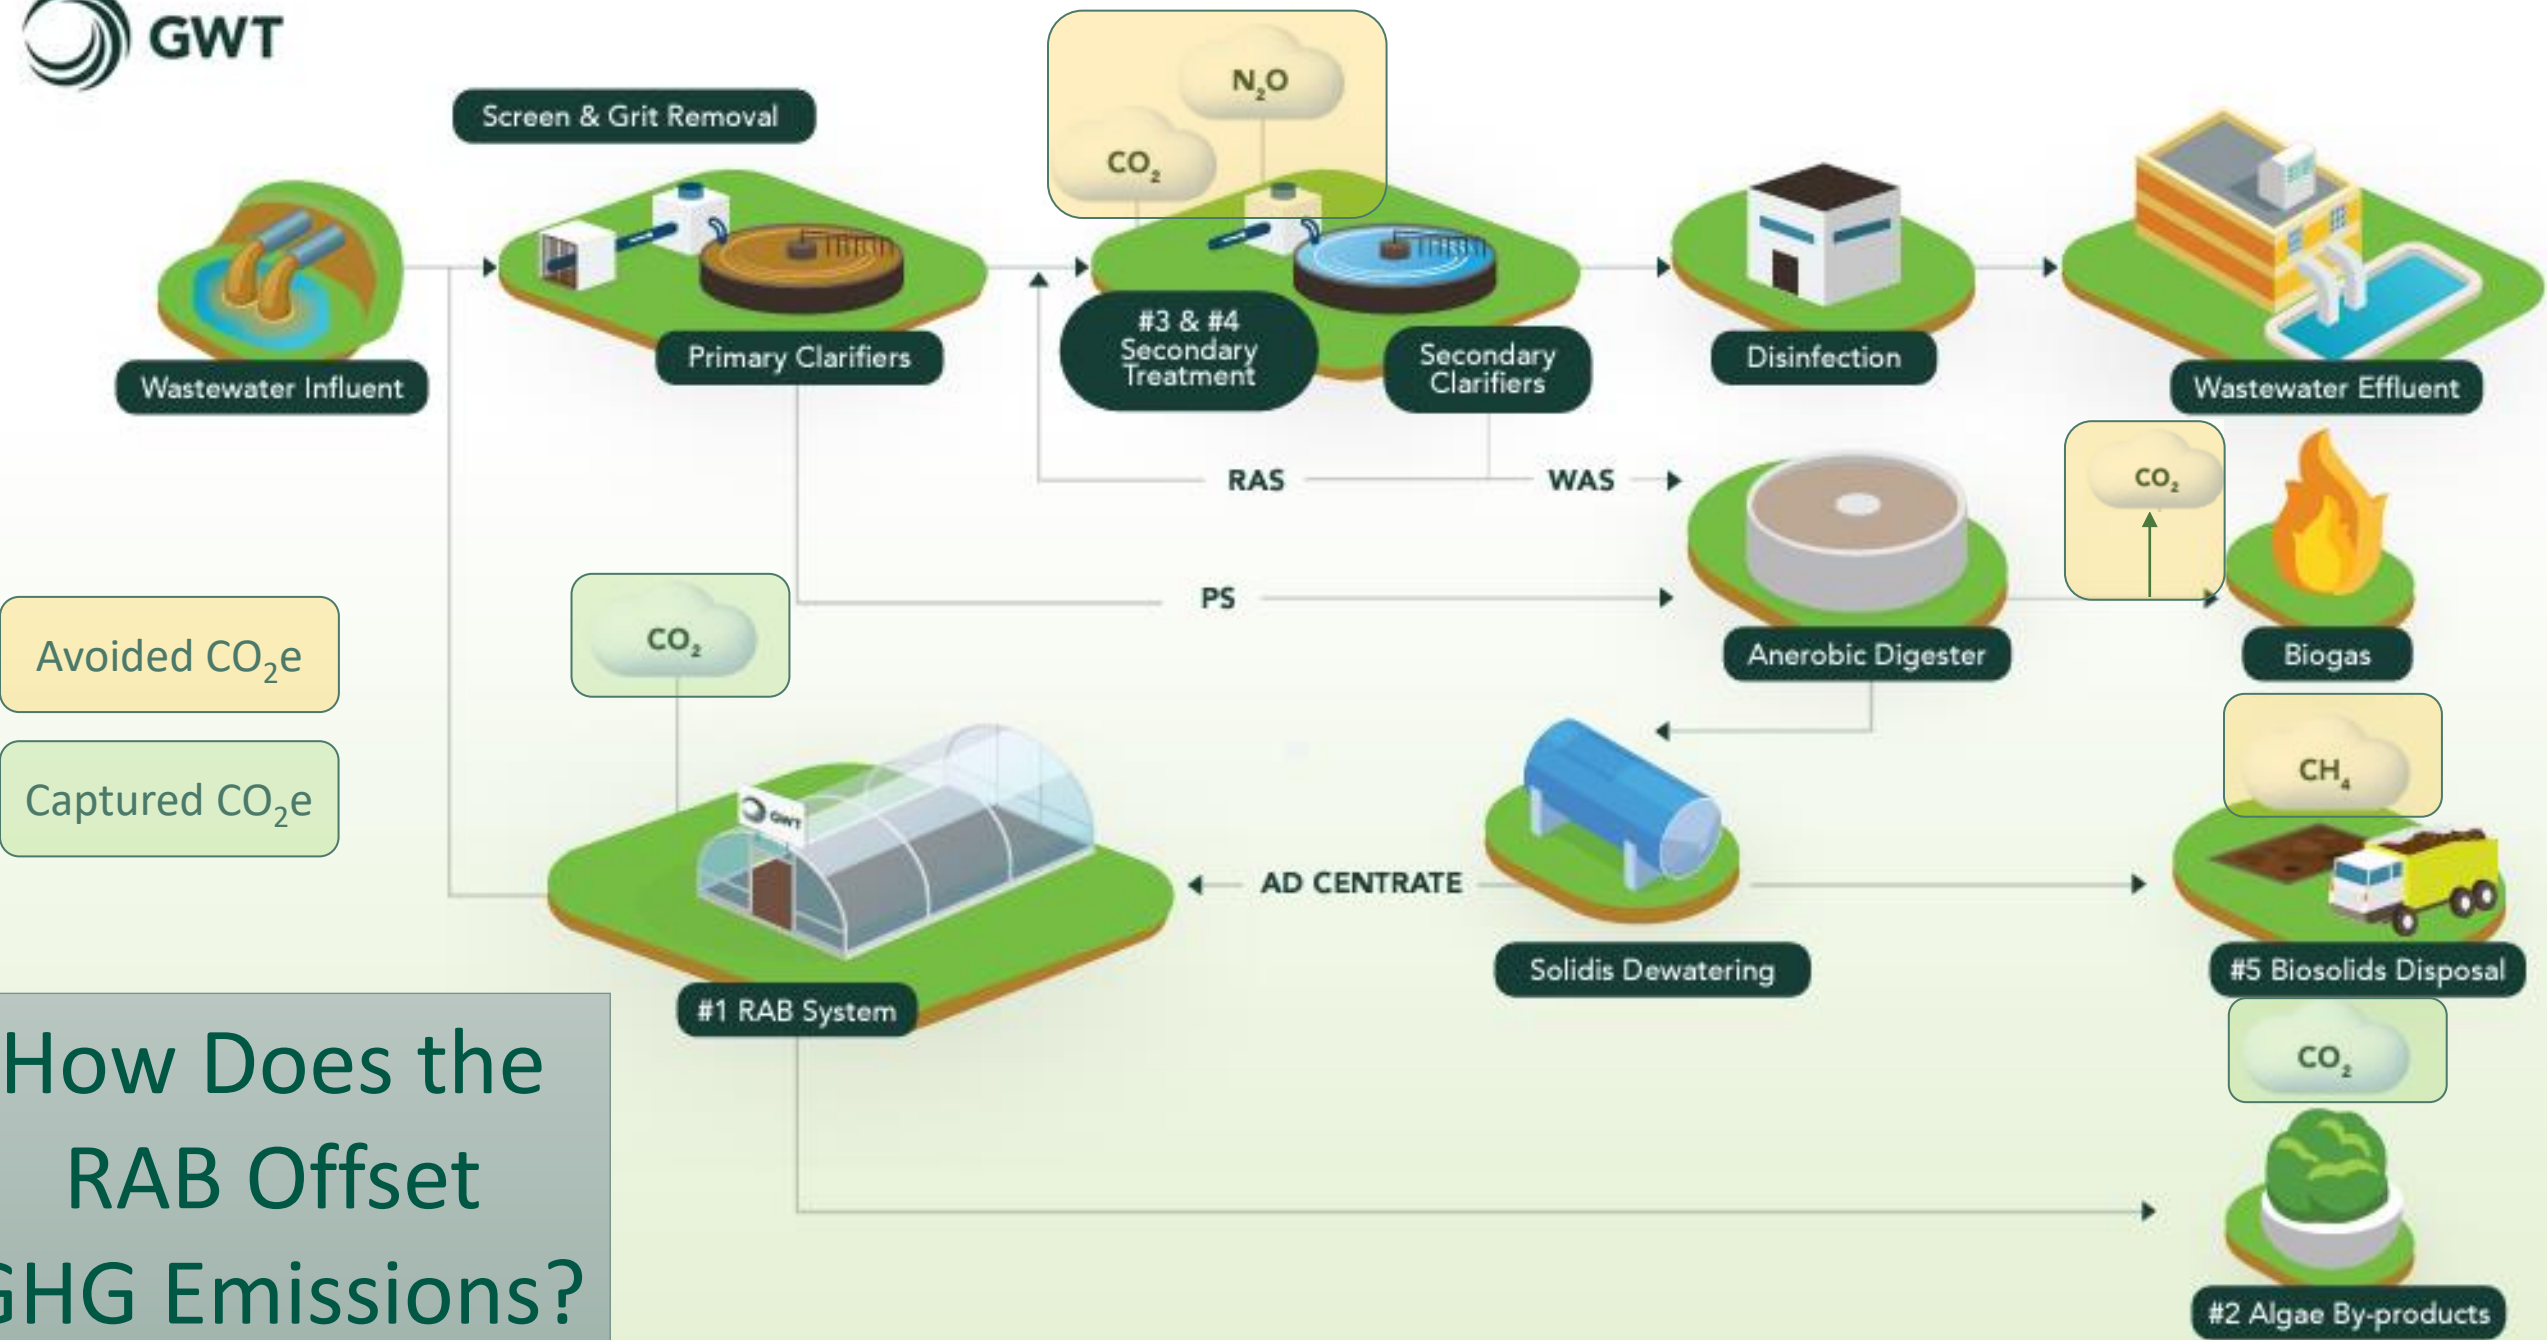 GWT
Screen & Grit Removal
N₂O
CO₂
Wastewater Influent
Primary Clarifiers
#3 & #4
Secondary
Treatment
Secondary
Clarifiers
Disinfection
Wastewater Effluent
RAS
WAS
CO₂
PS
CO₂
Anerobic Digester
Biogas
Avoided CO₂e
Captured CO₂e
CH₄
GWT
AD CENTRATE
Solidis Dewatering
#5 Biosolids Disposal
#1 RAB System
CO₂
#2 Algae By-products
How Does the
RAB Offset
GHG Emissions?